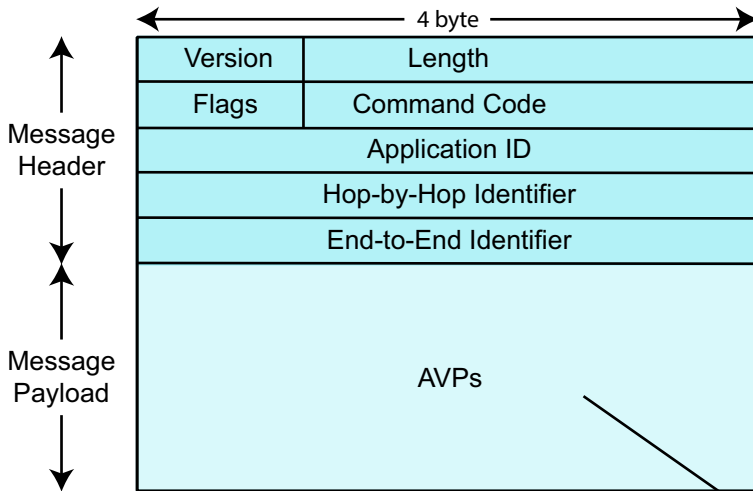 4 byte
Version Length
Flags Command Code
Message
Header
Application ID
Hop-by-Hop Identifier
End-to-End Identifier
Message
Payload
AVPs